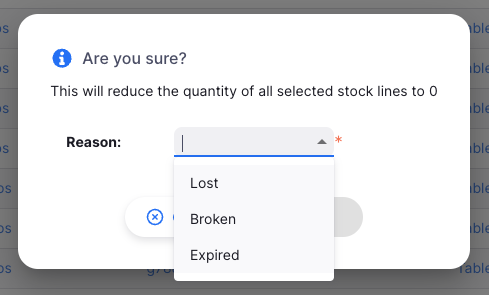 Are you sure?
This will reduce the quantity of all selected stock lines to 0
Reason: *
Lost
Broken
Expired